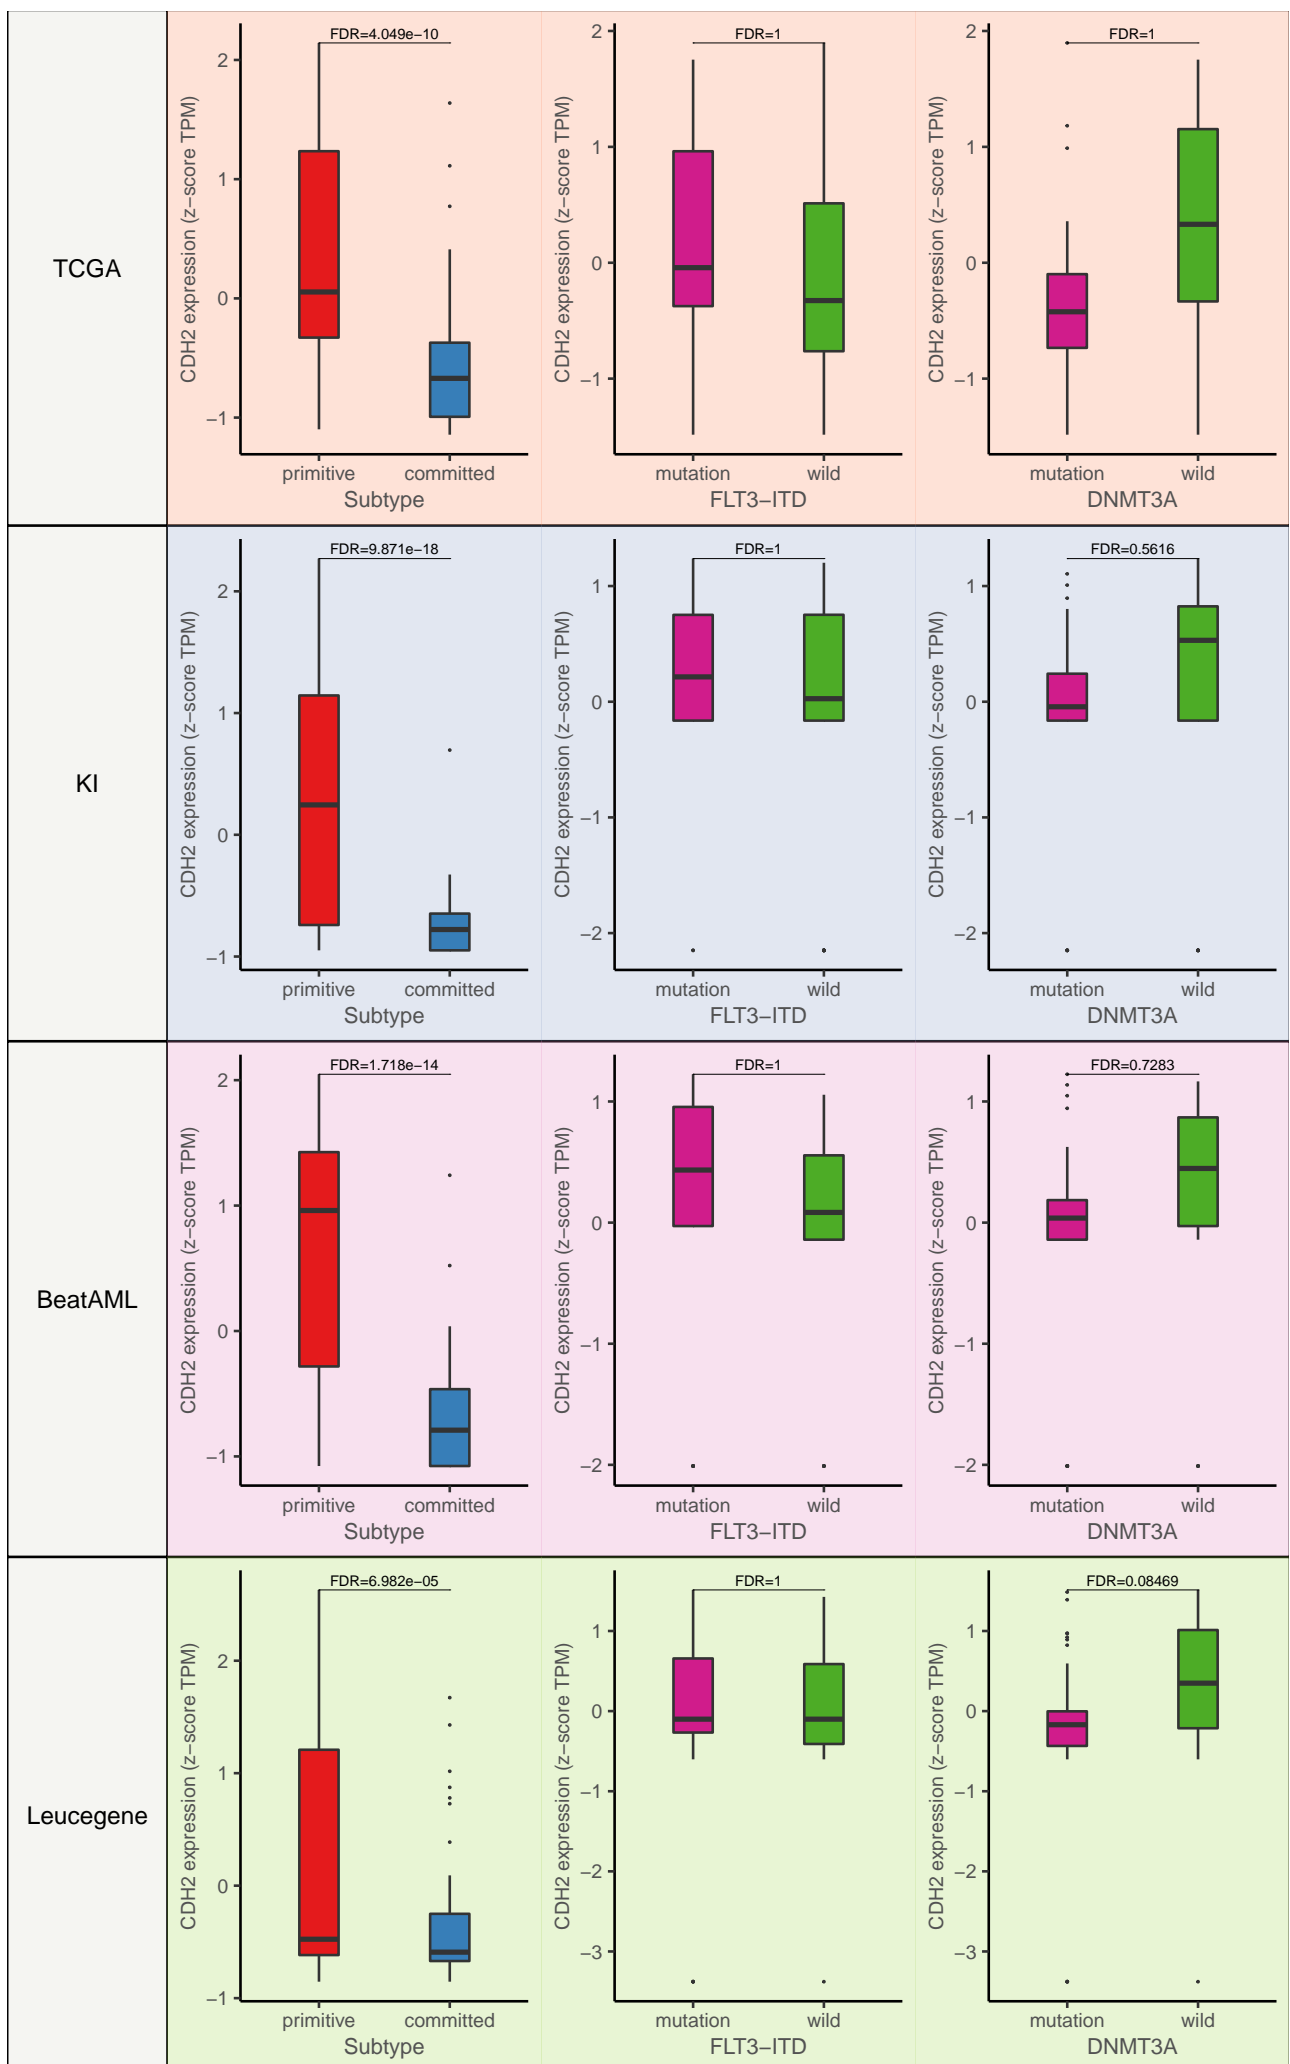 TCGA
CDH2 expression (z−score TPM)
2
1
0
−1
FDR=4.049e−10
primitive committed
Subtype
CDH2 expression (z−score TPM)
2
1
0
−1
FDR=1
mutation wild
FLT3−ITD
CDH2 expression (z−score TPM)
2
1
0
−1
FDR=1
mutation wild
DNMT3A
KI
CDH2 expression (z−score TPM)
2
1
0
−1
FDR=9.871e−18
primitive committed
Subtype
CDH2 expression (z−score TPM)
1
0
−1
−2
FDR=1
mutation wild
FLT3−ITD
CDH2 expression (z−score TPM)
1
0
−1
−2
FDR=0.5616
mutation wild
DNMT3A
BeatAML
CDH2 expression (z−score TPM)
2
1
0
−1
FDR=1.718e−14
primitive committed
Subtype
CDH2 expression (z−score TPM)
1
0
−1
−2
FDR=1
mutation wild
FLT3−ITD
CDH2 expression (z−score TPM)
1
0
−1
−2
FDR=0.7283
mutation wild
DNMT3A
Leucegene
CDH2 expression (z−score TPM)
2
1
0
−1
FDR=6.982e−05
primitive committed
Subtype
CDH2 expression (z−score TPM)
1
0
−1
−2
−3
FDR=1
mutation wild
FLT3−ITD
CDH2 expression (z−score TPM)
1
0
−1
−2
−3
FDR=0.08469
mutation wild
DNMT3A